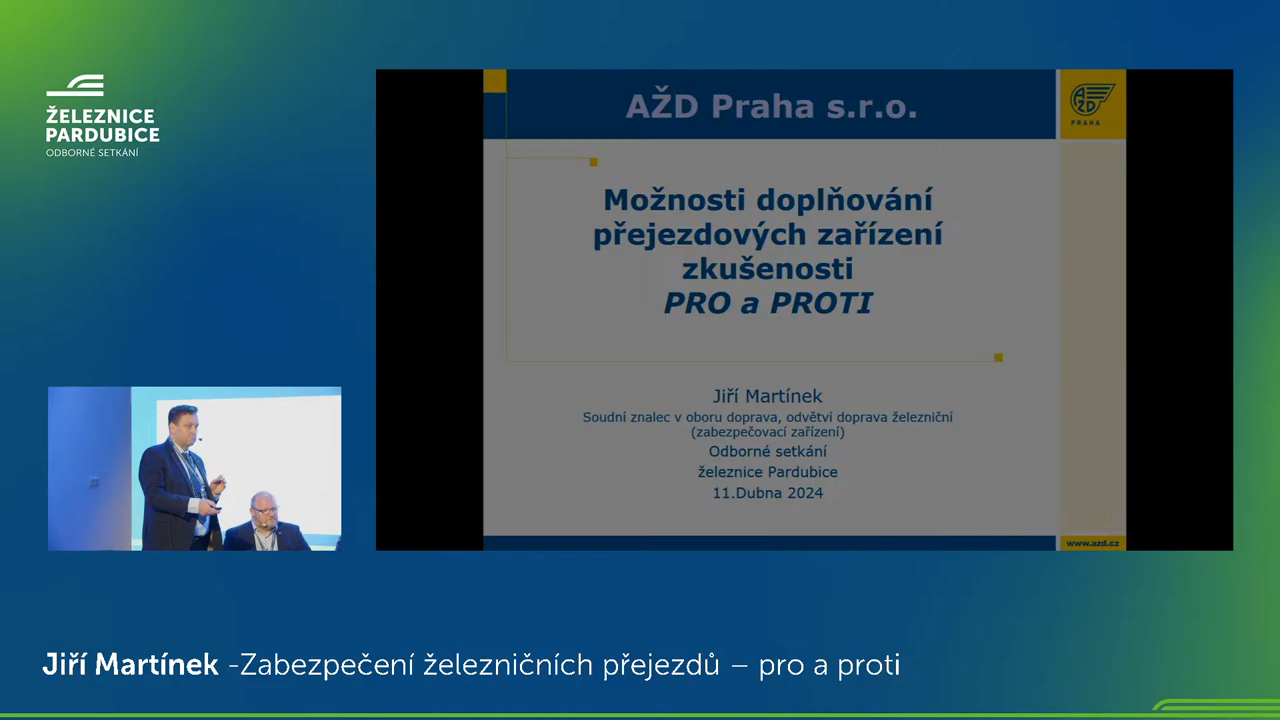 ŽELEZNICE
PARDUBICE
ODBORNÉ SETKÁNÍ
AŽD Praha s.r.o.
AŽD
PRAHA
Možnosti doplňování
přejezdových zařízení
zkušenosti
PRO a PROTI
Jiří Martínek
Soudní znalec v oboru doprava, odvětví doprava železniční
(zabezpečovací zařízení)
Odborné setkání
železnice Pardubice
11.Dubna 2024
www.azd.cz
Jiří Martínek -Zabezpečení železničních přejezdů – pro a proti